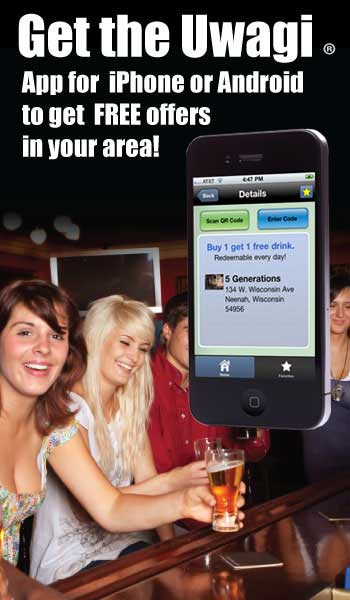 Get the Uwagi ®
App for iPhone or Android
to get FREE offers
in your area!
AT&T 4:47 PM
Back Details
Scan QR Code Enter Code
Buy 1 get 1 free drink.
Redeemable every day!
5 Generations
134 W. Wisconsin Ave
Neenah, Wisconsin
54956
Home Favorites